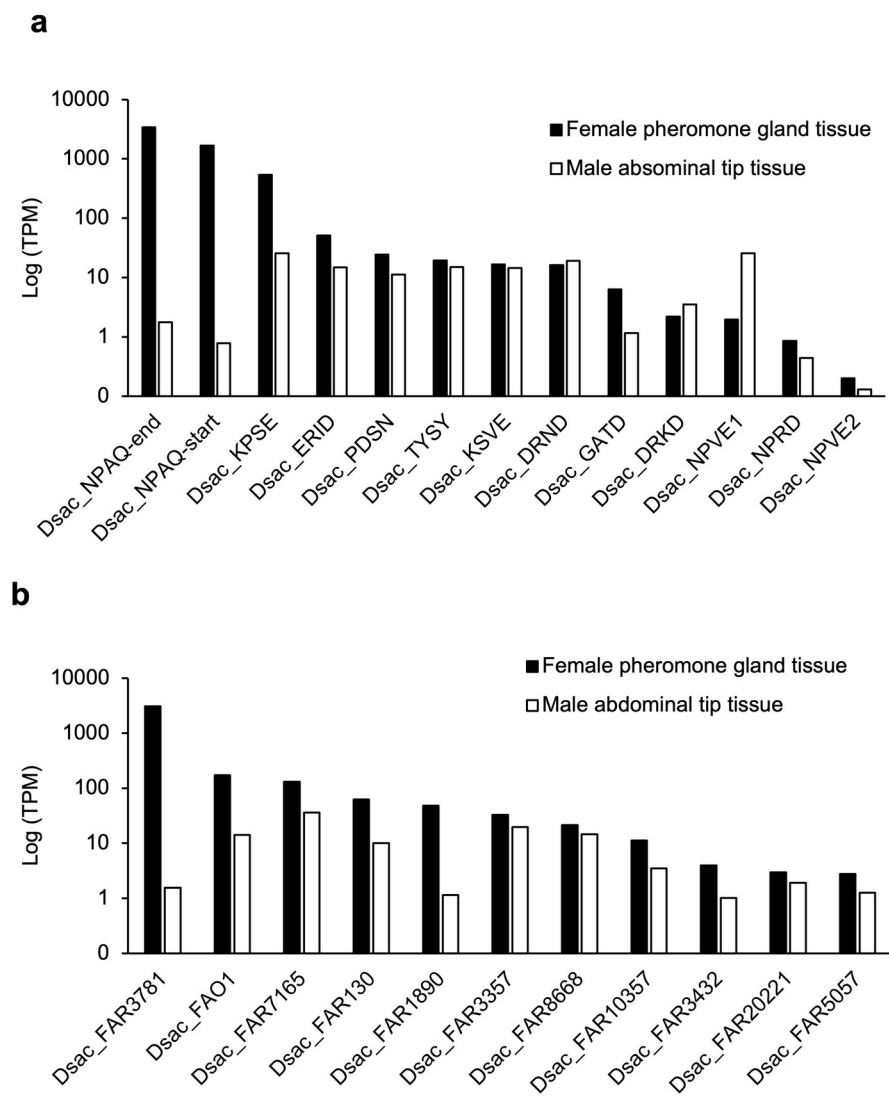 a
10000
1000
100
10
1
0
Log (TPM)
Female pheromone gland tissue
Male absominal tip tissue
Dsac_NPAQ-end
Dsac_NPAQ-start
Dsac_KPSE
Dsac_ERID
Dsac_PDSN
Dsac_TYSY
Dsac_KSVE
Dsac_DRND
Dsac_GATD
Dsac_DRKD
Dsac_NPVE1
Dsac_NPRD
Dsac_NPVE2
b
10000
1000
100
10
1
0
Log (TPM)
Female pheromone gland tissue
Male abdominal tip tissue
Dsac_FAR3781
Dsac_FAO1
Dsac_FAR7165
Dsac_FAR130
Dsac_FAR1890
Dsac_FAR3357
Dsac_FAR8668
Dsac_FAR10357
Dsac_FAR3432
Dsac_FAR20221
Dsac_FAR5057